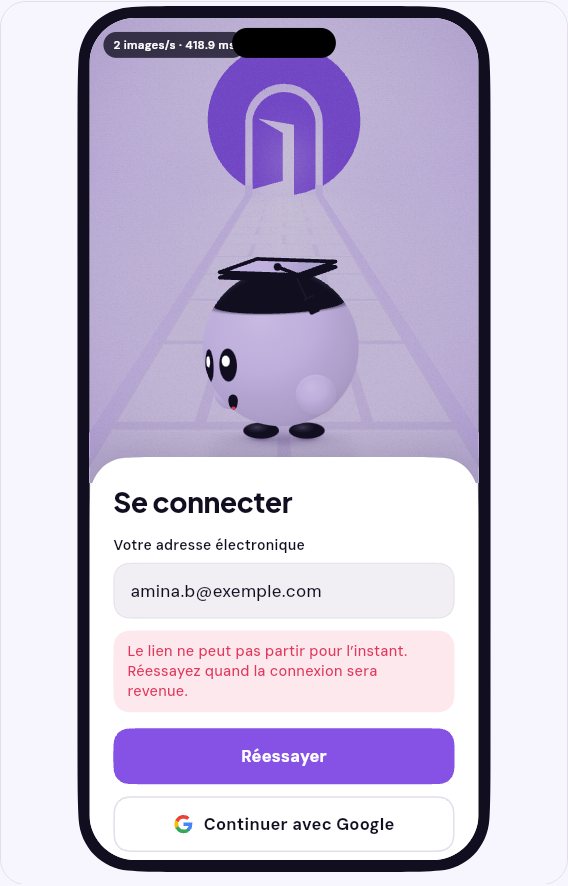 2 images/s · 418.9 ms
Se connecter
Votre adresse électronique
amina.b@exemple.com
Le lien ne peut pas partir pour l’instant.
Réessayez quand la connexion sera
revenue.
Réessayer
Continuer avec Google